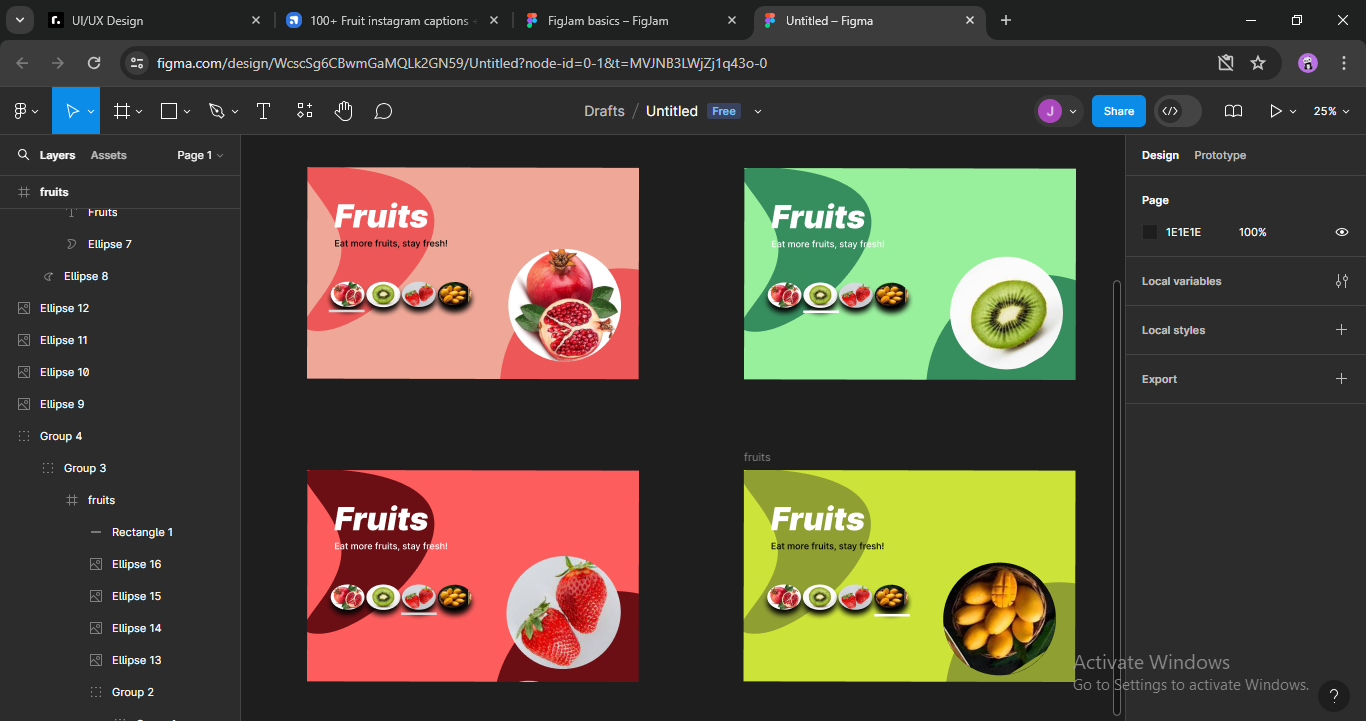 UI/UX Design
100+ Fruit instagram captions
FigJam basics – FigJam
Untitled – Figma
figma.com/design/WcscSg6CBwmGaMQLk2GN59/Untitled?node-id=0-1&t=MVJNB3LWjZj1q43o-0
Drafts / Untitled Free
J
Share
25%
Layers Assets Page 1
fruits
Fruits
Ellipse 7
Ellipse 8
Ellipse 12
Ellipse 11
Ellipse 10
Ellipse 9
Group 4
Group 3
fruits
Rectangle 1
Ellipse 16
Ellipse 15
Ellipse 14
Ellipse 13
Group 2
Fruits
Eat more fruits, stay fresh!
Fruits
Eat more fruits, stay fresh!
Fruits
Eat more fruits, stay fresh!
fruits
Fruits
Eat more fruits, stay fresh!
Design Prototype
Page
1E1E1E 100%
Local variables
Local styles
Export
Activate Windows
Go to Settings to activate Windows.
?